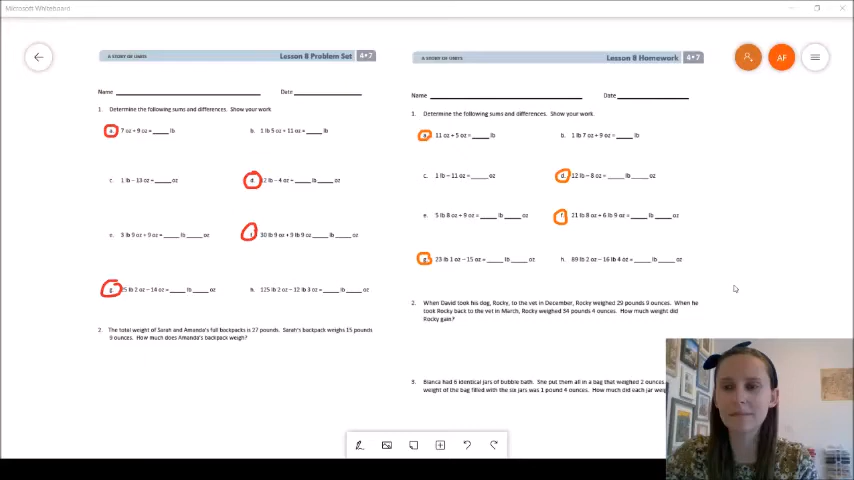 Microsoft Whiteboard
A STORY OF UNITS
Lesson 8 Problem Set
4•7
Name
Date
1. Determine the following sums and differences. Show your work
a. 7 oz + 9 oz = _____ lb
b. 1 lb 5 oz + 11 oz = _____ lb
c. 1 lb − 13 oz = _____ oz
d. 2 lb − 4 oz = _____ lb _____ oz
e. 3 lb 9 oz + 9 oz = _____ lb _____ oz
f. 30 lb 9 oz + 9 lb 9 oz _____ lb _____ oz
g. 25 lb 2 oz − 14 oz = _____ lb _____ oz
h. 125 lb 2 oz − 12 lb 3 oz = _____ lb _____ oz
2. The total weight of Sarah and Amanda's full backpacks is 27 pounds. Sarah's backpack weighs 15 pounds
9 ounces. How much does Amanda's backpack weigh?
A STORY OF UNITS
Lesson 8 Homework
4•7
Name
Date
1. Determine the following sums and differences. Show your work.
a. 11 oz + 5 oz = _____ lb
b. 1 lb 7 oz + 9 oz = _____ lb
c. 1 lb − 11 oz = _____ oz
d. 12 lb − 8 oz = _____ lb _____ oz
e. 5 lb 8 oz + 9 oz = _____ lb _____ oz
f. 21 lb 8 oz + 6 lb 9 oz = _____ lb _____ oz
g. 23 lb 1 oz − 15 oz = _____ lb _____ oz
h. 89 lb 2 oz − 16 lb 4 oz = _____ lb _____ oz
2. When David took his dog, Rocky, to the vet in December, Rocky weighed 29 pounds 9 ounces. When he
took Rocky back to the vet in March, Rocky weighed 34 pounds 4 ounces. How much weight did
Rocky gain?
3. Bianca had 6 identical jars of bubble bath. She put them all in a bag that weighed 2 ounces.
weight of the bag filled with the six jars was 1 pound 4 ounces. How much did each jar
AF